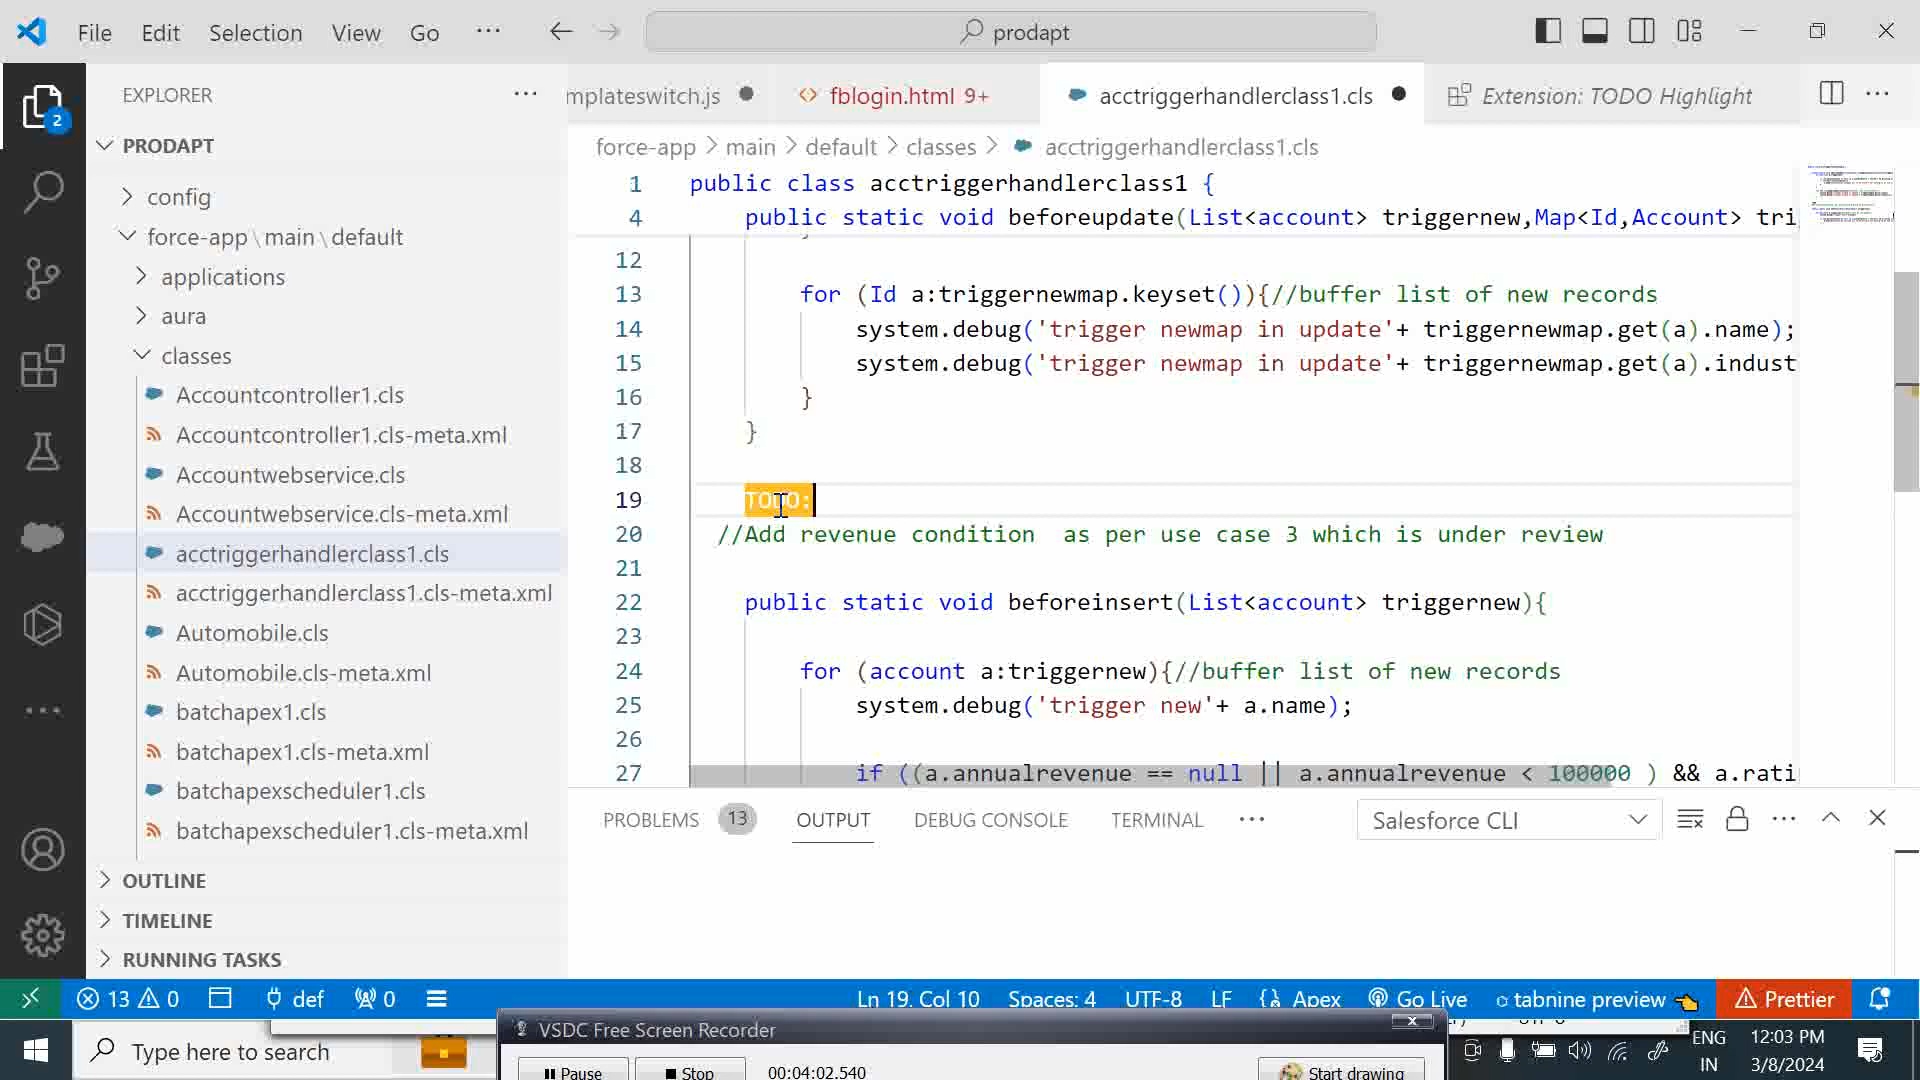 File Edit Selection View Go ... prodapt
EXPLORER ...
mplateswitch.js fblogin.html 9+ acctriggerhandlerclass1.cls Extension: TODO Highlight ...
2
PRODAPT
force-app > main > default > classes > acctriggerhandlerclass1.cls
config
force-app\main\default
applications
aura
classes
Accountcontroller1.cls
Accountcontroller1.cls-meta.xml
Accountwebservice.cls
Accountwebservice.cls-meta.xml
acctriggerhandlerclass1.cls
acctriggerhandlerclass1.cls-meta.xml
Automobile.cls
Automobile.cls-meta.xml
batchapex1.cls
batchapex1.cls-meta.xml
batchapexscheduler1.cls
batchapexscheduler1.cls-meta.xml
OUTLINE
TIMELINE
RUNNING TASKS
1 public class acctriggerhandlerclass1 {
4 public static void beforeupdate(List<account> triggernew,Map<Id,Account> tri
12
13 for (Id a:triggernewmap.keyset()){//buffer list of new records
14 system.debug('trigger newmap in update'+ triggernewmap.get(a).name);
15 system.debug('trigger newmap in update'+ triggernewmap.get(a).indust
16 }
17 }
18
19 TODO:
20 //Add revenue condition  as per use case 3 which is under review
21
22 public static void beforeinsert(List<account> triggernew){
23
24 for (account a:triggernew){//buffer list of new records
25 system.debug('trigger new'+ a.name);
26
27 if ((a.annualrevenue == null || a.annualrevenue < 100000 ) && a.rati
PROBLEMS 13 OUTPUT DEBUG CONSOLE TERMINAL ... Salesforce CLI ...
13 0 def 0 Ln 19, Col 10 Spaces: 4 UTF-8 LF {} Apex Go Live tabnine preview Prettier
VSDC Free Screen Recorder
Type here to search
Pause Stop 00:04:02.540 Start drawing
ENG
IN
12:03 PM
3/8/2024